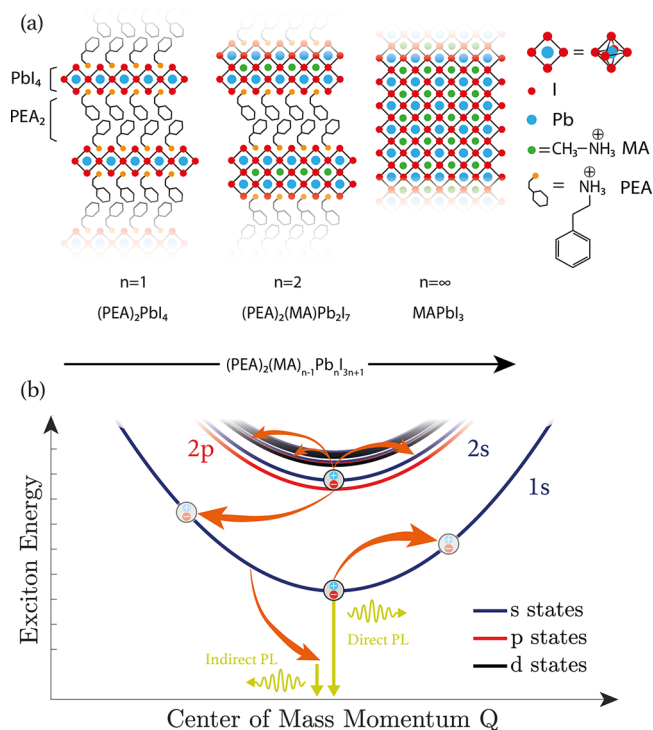 (a)
PbI₄
PEA₂
I
Pb
=CH₃−NH₃ MA
⊕
= NH₃ PEA
⊕
n=1
n=2
n=∞
(PEA)₂PbI₄
(PEA)₂(MA)Pb₂I₇
MAPbI₃
(PEA)₂(MA)ₙ₋₁PbₙI₃ₙ₊₁
(b)
2p
2s
1s
Exciton Energy
Direct PL
Indirect PL
s states
p states
d states
Center of Mass Momentum Q